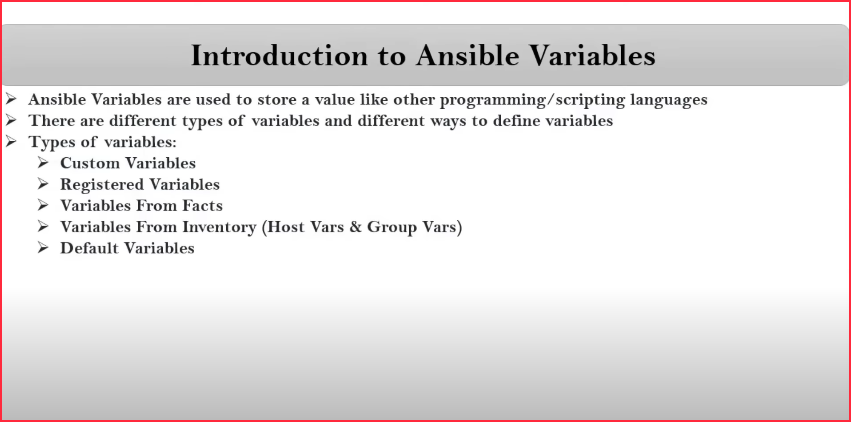 Introduction to Ansible Variables
➢ Ansible Variables are used to store a value like other programming/scripting languages
➢ There are different types of variables and different ways to define variables
➢ Types of variables:
➢ Custom Variables
➢ Registered Variables
➢ Variables From Facts
➢ Variables From Inventory (Host Vars & Group Vars)
➢ Default Variables